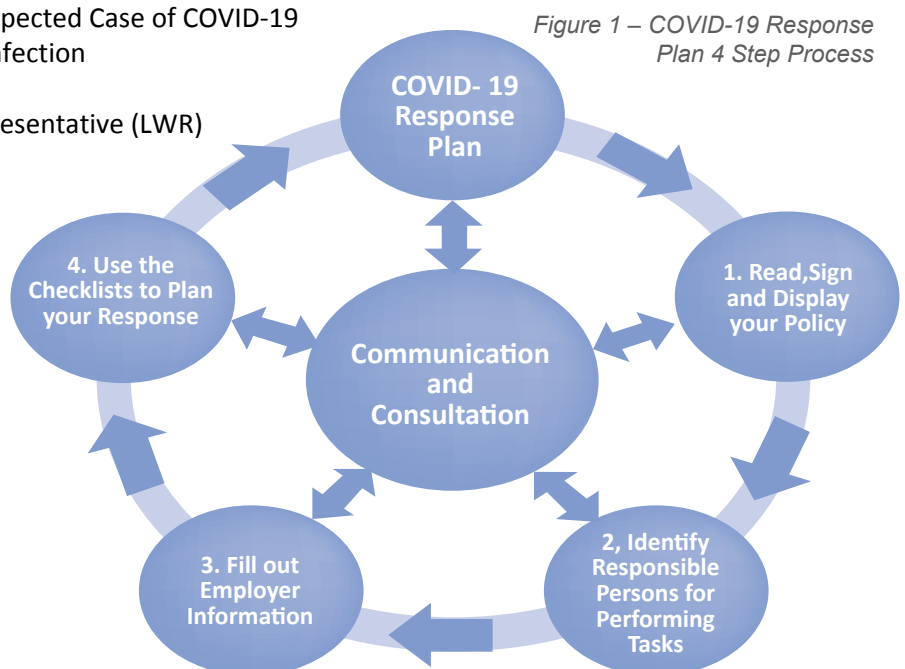 pected Case of COVID-19
nfection
esentative (LWR)
Figure 1 – COVID-19 Response
Plan 4 Step Process
COVID- 19
Response
Plan
1. Read,Sign
and Display
your Policy
2, Identify
Responsible
Persons for
Performing
Tasks
3. Fill out
Employer
Information
4. Use the
Checklists to Plan
your Response
Communication
and
Consultation